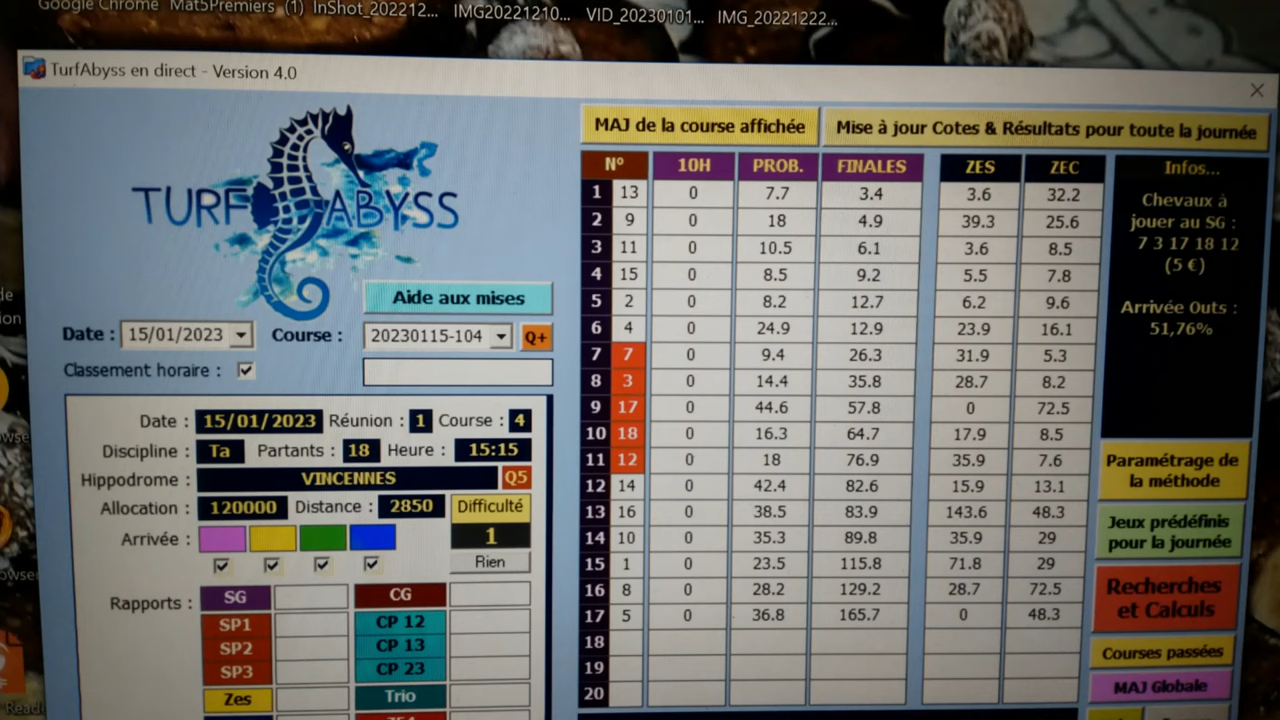 Google Chrome Mat5Premiers (1) InShot_202212... IMG20221210... VID_20230101... IMG_20221222...
TurfAbyss en direct - Version 4.0
TURF ABYSS
Aide aux mises
Date : 15/01/2023 Course : 20230115-104 Q+
Classement horaire :
Date : 15/01/2023 Réunion : 1 Course : 4
Discipline : Ta Partants : 18 Heure : 15:15
Hippodrome : VINCENNES Q5
Allocation : 120000 Distance : 2850 Difficulté
Arrivée : 1
Rien
Rapports : SG CG
SP1 CP 12
SP2 CP 13
SP3 CP 23
Zes Trio
MAJ de la course affichée Mise à jour Cotes & Résultats pour toute la journée
N° 10H PROB. FINALES ZES ZEC
1 13 0 7.7 3.4 3.6 32.2
2 9 0 18 4.9 39.3 25.6
3 11 0 10.5 6.1 3.6 8.5
4 15 0 8.5 9.2 5.5 7.8
5 2 0 8.2 12.7 6.2 9.6
6 4 0 24.9 12.9 23.9 16.1
7 7 0 9.4 26.3 31.9 5.3
8 3 0 14.4 35.8 28.7 8.2
9 17 0 44.6 57.8 0 72.5
10 18 0 16.3 64.7 17.9 8.5
11 12 0 18 76.9 35.9 7.6
12 14 0 42.4 82.6 15.9 13.1
13 16 0 38.5 83.9 143.6 48.3
14 10 0 35.3 89.8 35.9 29
15 1 0 23.5 115.8 71.8 29
16 8 0 28.2 129.2 28.7 72.5
17 5 0 36.8 165.7 0 48.3
18
19
20
Infos...
Chevaux à
jouer au SG :
7 3 17 18 12
(5 €)
Arrivée Outs :
51,76%
Paramétrage de
la méthode
Jeux prédéfinis
pour la journée
Recherches
et Calculs
Courses passées
MAJ Globale